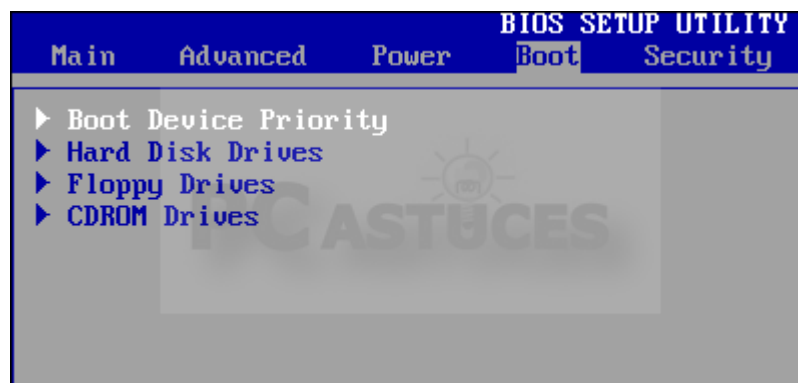 BIOS SETUP UTILITY
Main Advanced Power Boot Security
Boot Device Priority
Hard Disk Drives
Floppy Drives
CDROM Drives
PC ASTUCES